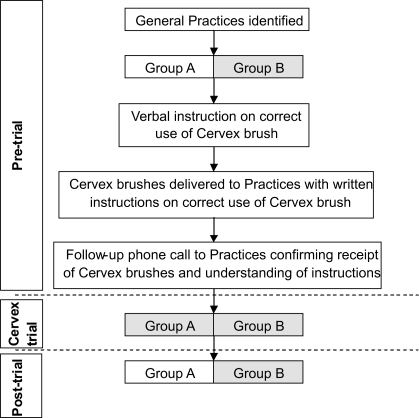 General Practices identified
Group A
Group B
Verbal instruction on correct
use of Cervex brush
Cervex brushes delivered to Practices with written
instructions on correct use of Cervex brush
Follow-up phone call to Practices confirming receipt
of Cervex brushes and understanding of instructions
Group A
Group B
Group A
Group B
Pre-trial
Cervex
trial
Post-trial